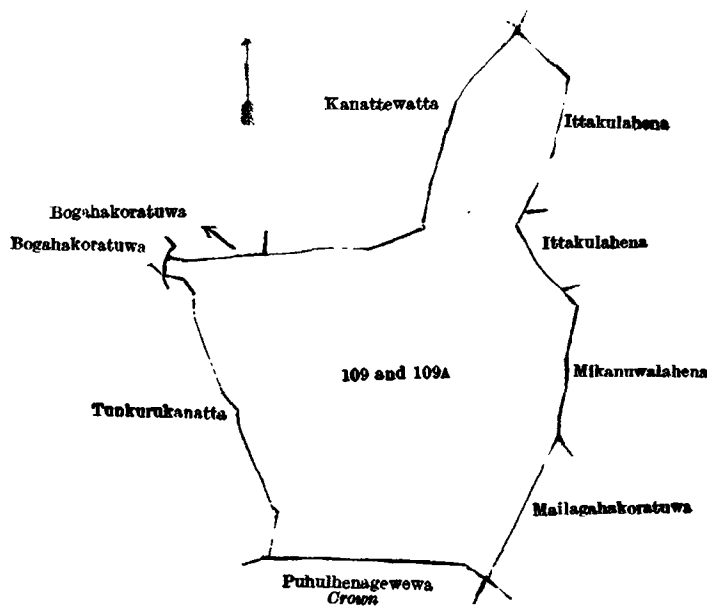 Kanattewatta
Ittakulahena
Bogahakoratuwa
Bogahakoratuwa
Ittakulahena
109 and 109A
Mikanuwalahena
Tunkurukanatta
Mailagahakoratuwa
Puhulhenagewewa
Crown